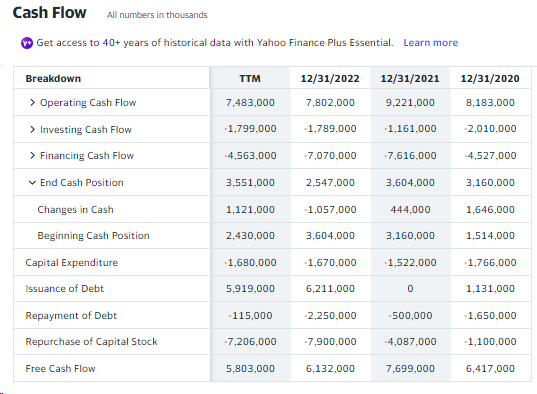 Cash Flow All numbers in thousands
Y+ Get access to 40+ years of historical data with Yahoo Finance Plus Essential. Learn more
Breakdown TTM 12/31/2022 12/31/2021 12/31/2020
Operating Cash Flow 7,483,000 7,802,000 9,221,000 8,183,000
Investing Cash Flow -1,799,000 -1,789,000 -1,161,000 -2,010,000
Financing Cash Flow -4,563,000 -7,070,000 -7,616,000 -4,527,000
End Cash Position 3,551,000 2,547,000 3,604,000 3,160,000
Changes in Cash 1,121,000 -1,057,000 444,000 1,646,000
Beginning Cash Position 2,430,000 3,604,000 3,160,000 1,514,000
Capital Expenditure -1,680,000 -1,670,000 -1,522,000 -1,766,000
Issuance of Debt 5,919,000 6,211,000 0 1,131,000
Repayment of Debt -115,000 -2,250,000 -500,000 -1,650,000
Repurchase of Capital Stock -7,206,000 -7,900,000 -4,087,000 -1,100,000
Free Cash Flow 5,803,000 6,132,000 7,699,000 6,417,000